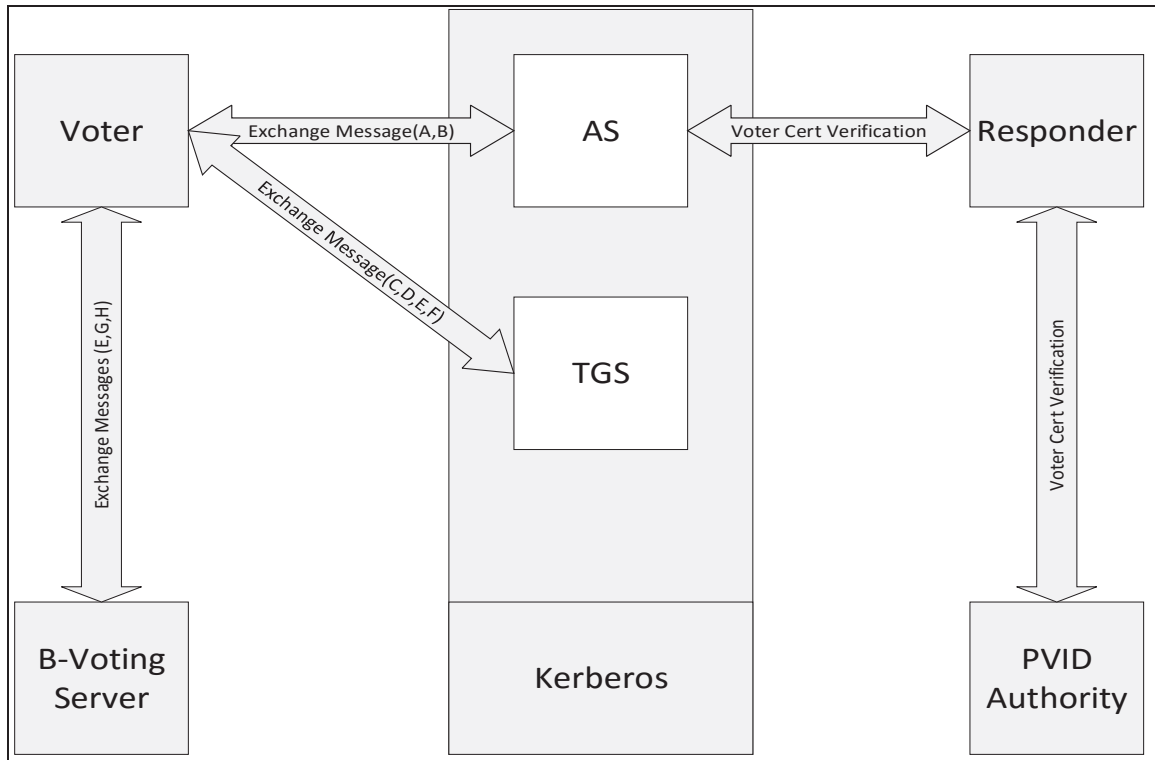 Voter
Exchange Message(A,B)
AS
Voter Cert Verification
Responder
Exchange Message(C,D,E,F)
TGS
Exchange Messages (E,G,H)
Voter Cert Verification
B-Voting
Server
Kerberos
PVID
Authority